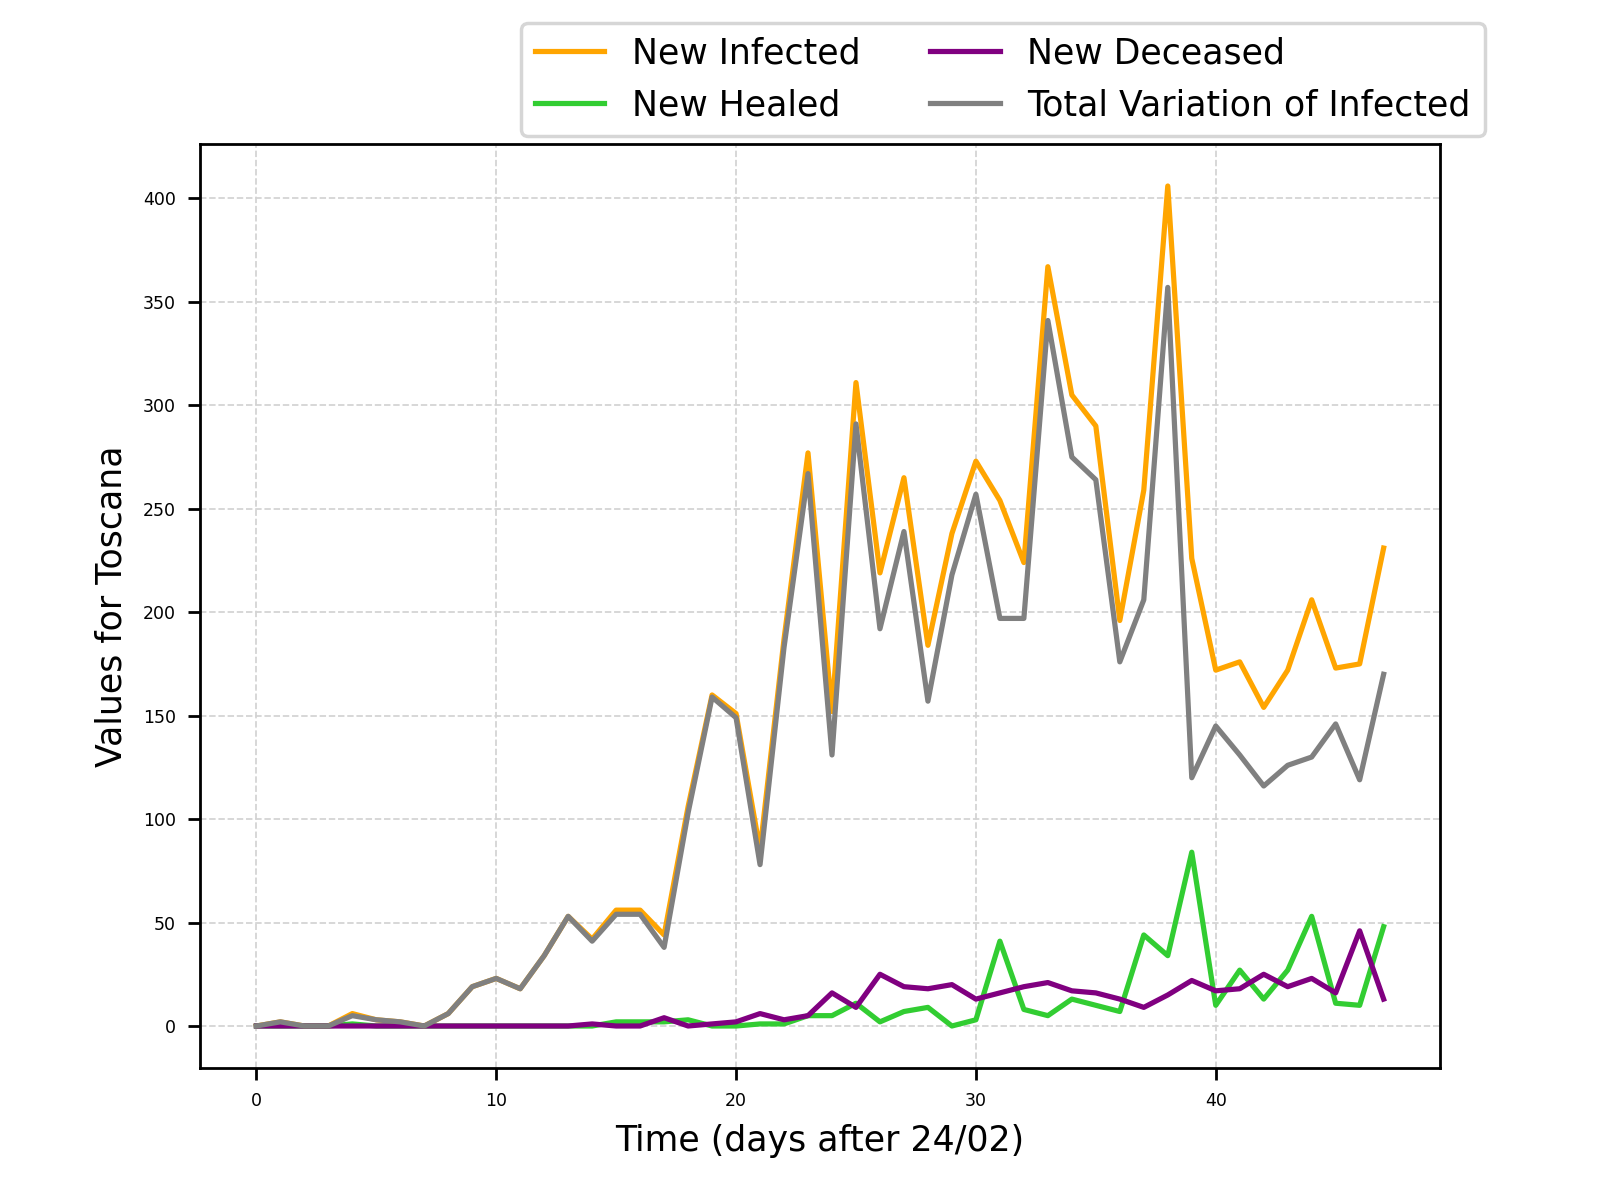 New Infected
New Healed
New Deceased
Total Variation of Infected
400
350
300
250
200
150
100
50
0
Values for Toscana
0 10 20 30 40
Time (days after 24/02)